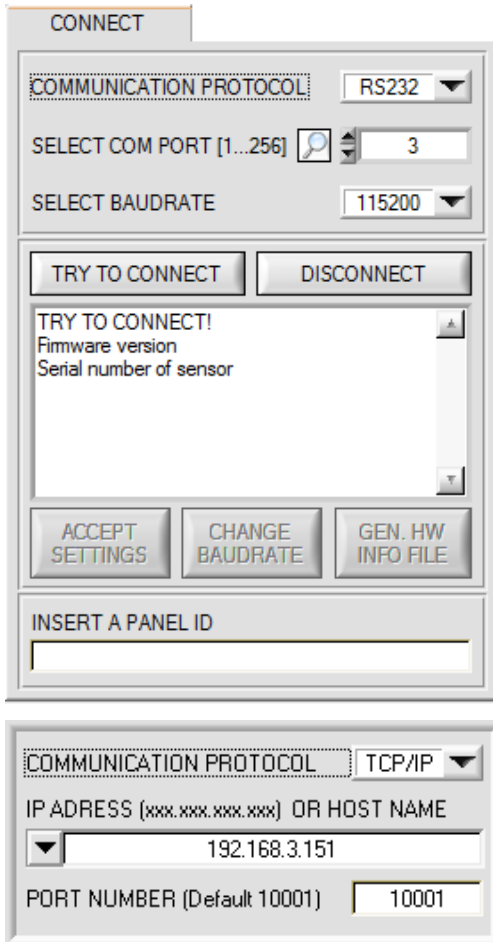 CONNECT
COMMUNICATION PROTOCOL RS232
SELECT COM PORT [1...256] 3
SELECT BAUDRATE 115200
TRY TO CONNECT DISCONNECT
TRY TO CONNECT!
Firmware version
Serial number of sensor
ACCEPT CHANGE GEN. HW
SETTINGS BAUDRATE INFO FILE
INSERT A PANEL ID
COMMUNICATION PROTOCOL TCP/IP
IP ADRESS (xxx.xxx.xxx.xxx) OR HOST NAME
192.168.3.151
PORT NUMBER (Default 10001) 10001